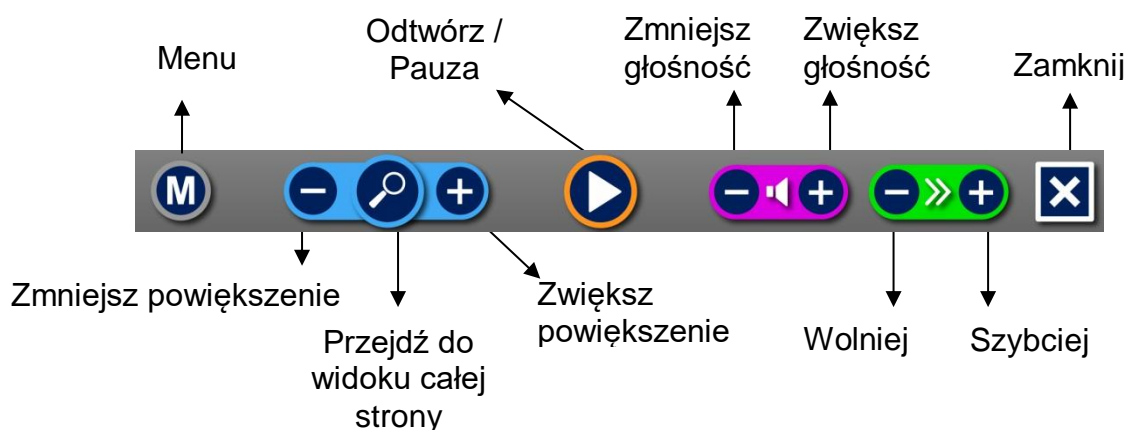 Menu
Odtwórz /
Pauza
Zmniejsz
głośność
Zwiększ
głośność
Zamknij
M
Zmniejsz powiększenie
Przejdź do
widoku całej
strony
Zwiększ
powiększenie
Wolniej
Szybciej